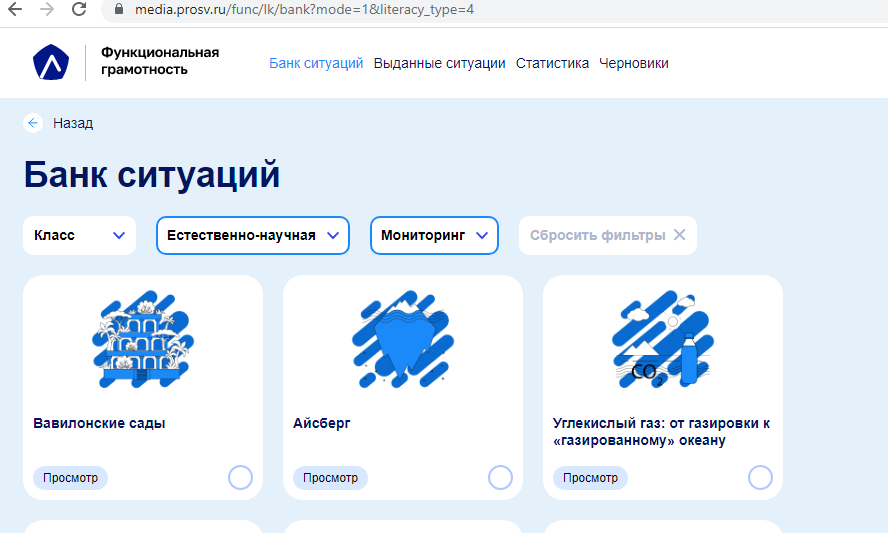 media.prosv.ru/func/lk/bank?mode=1&literacy_type=4
Функциональная
грамотность
Банк ситуаций Выданные ситуации Статистика Черновики
Назад
Банк ситуаций
Класс Естественно-научная Мониторинг Сбросить фильтры
CO2
Вавилонские сады Айсберг Углекислый газ: от газировки к
«газированному» океану
Просмотр Просмотр Просмотр